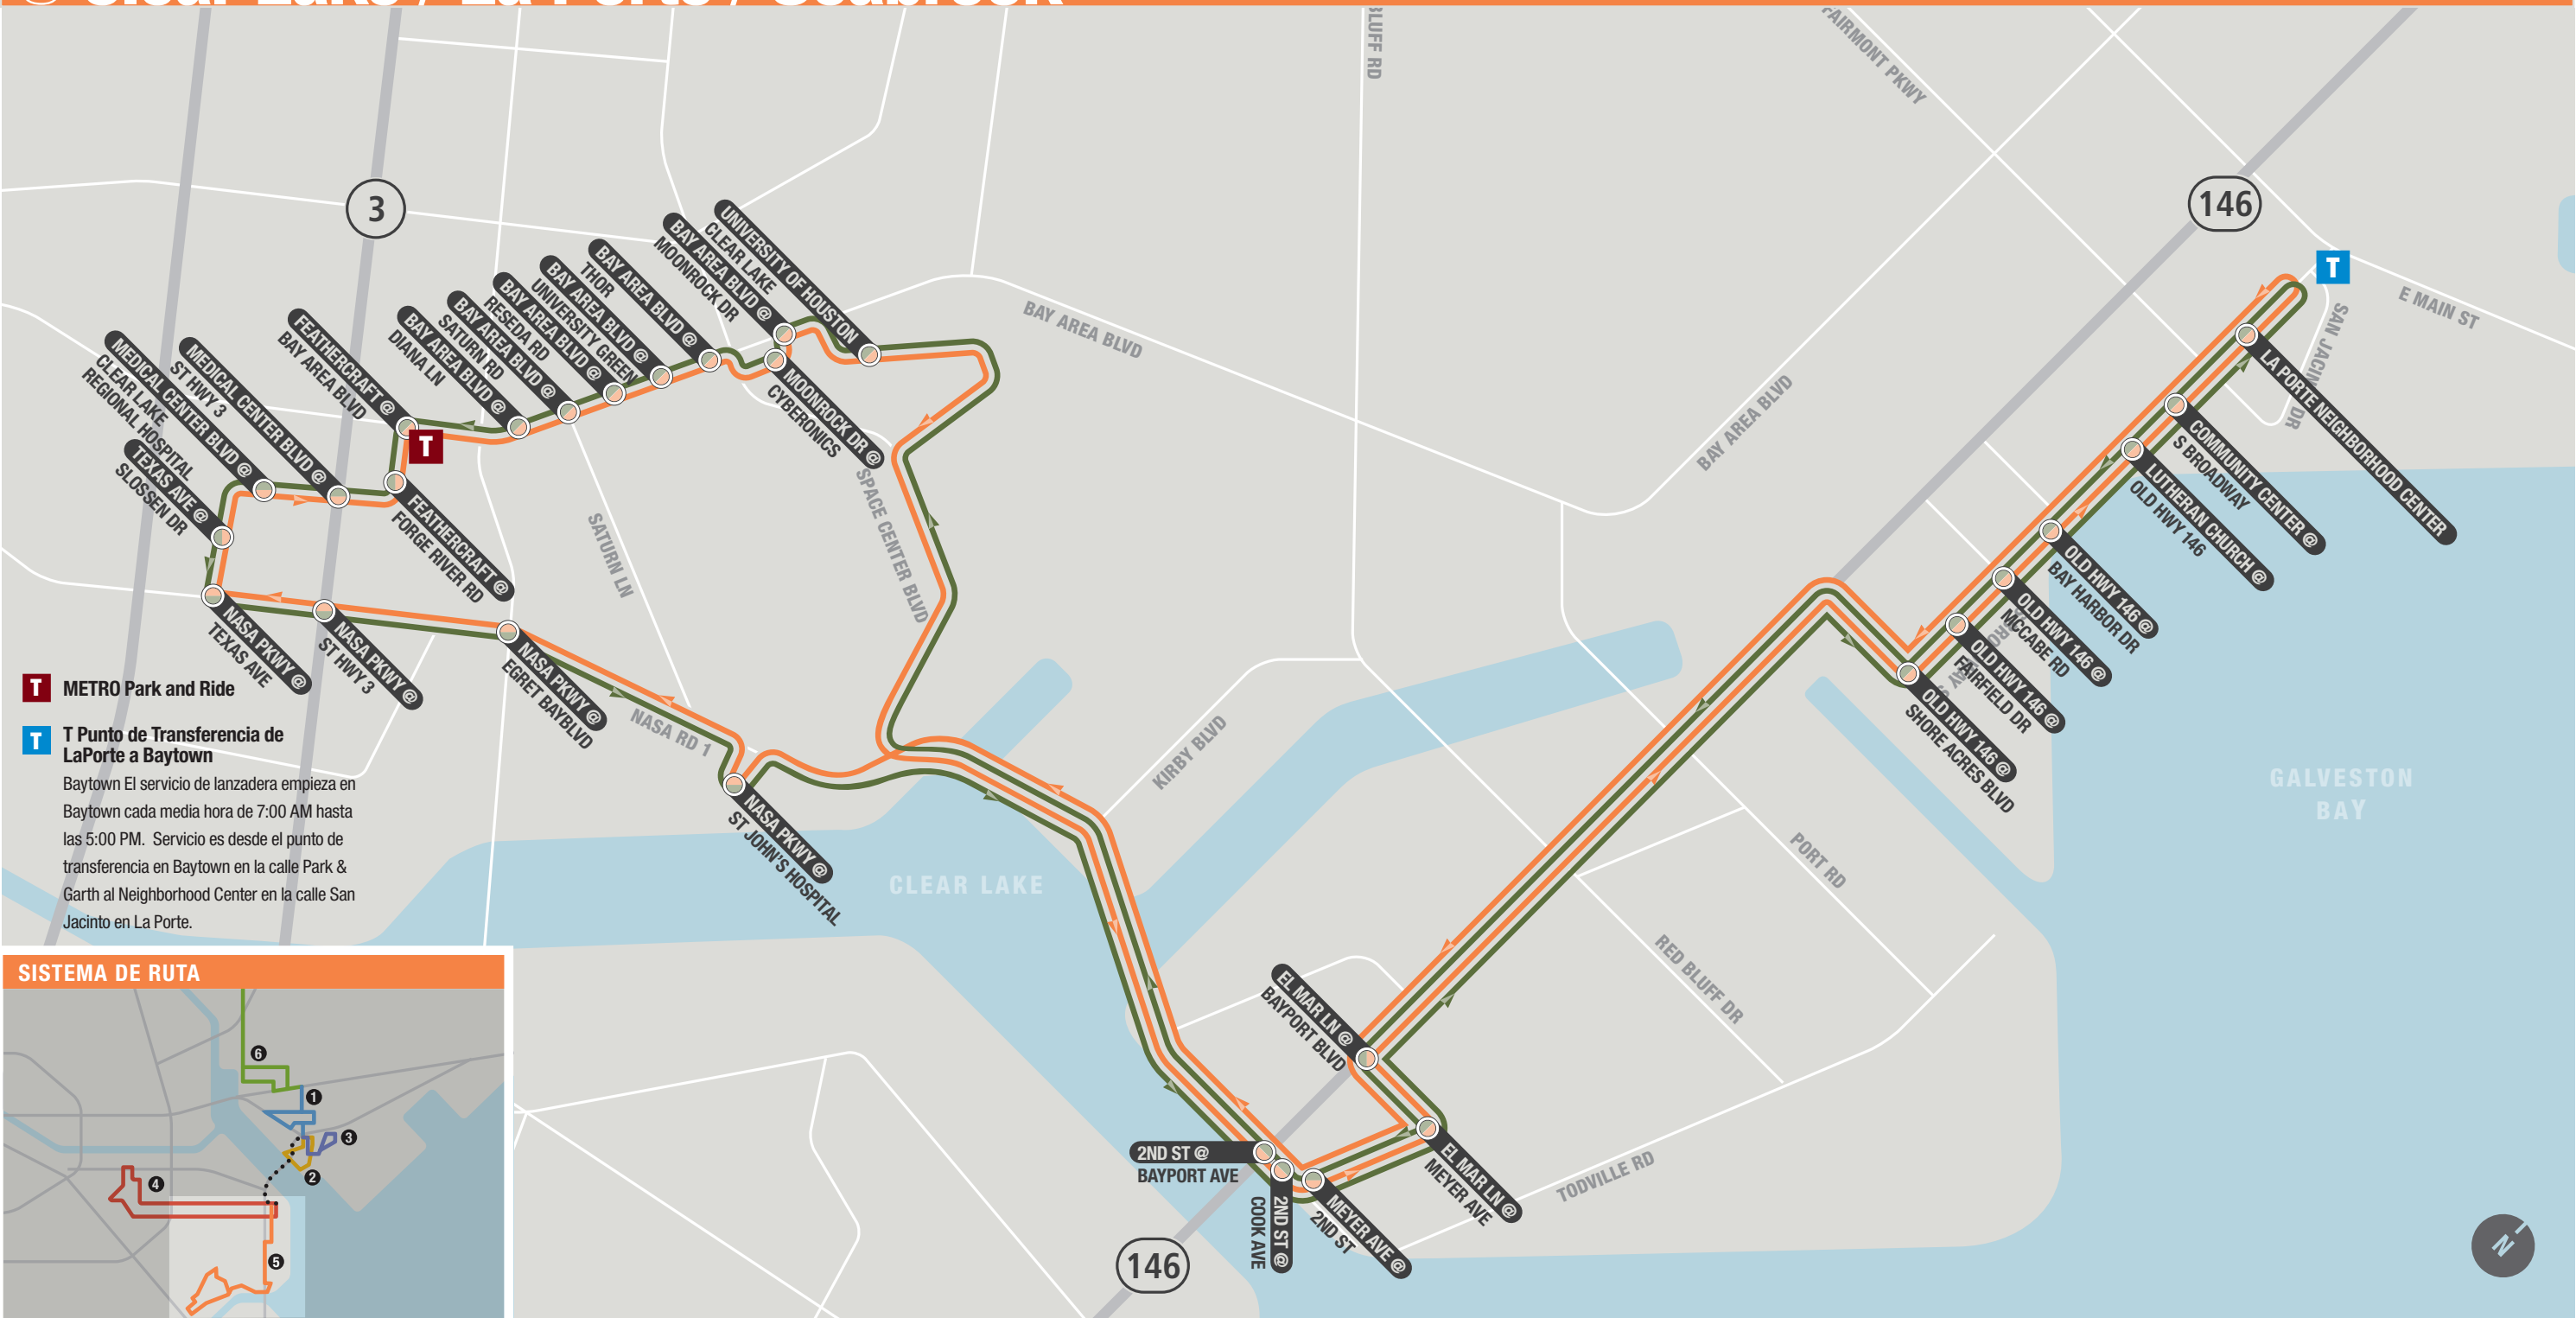 Clear Lake / La Porte / Seabrook
BLUFF RD
FAIRMONT PKWY
3
146
UNIVERSITY OF HOUSTON
CLEAR LAKE
BAY AREA BLVD @
MOONROCK DR
BAY AREA BLVD @
THOR
BAY AREA BLVD @
UNIVERSITY GREEN
BAY AREA BLVD @
RESEDA RD
BAY AREA BLVD @
SATURN RD
BAY AREA BLVD @
DIANA LN
FEATHERCRAFT @
BAY AREA BLVD
MEDICAL CENTER BLVD @
ST HWY 3
MEDICAL CENTER BLVD @
CLEAR LAKE
REGIONAL HOSPITAL
TEXAS AVE @
SLOSSEN DR
T
T
MOONROCK DR @
CYBERONICS
FEATHERCRAFT @
FORGE RIVER RD
NASA PKWY @
TEXAS AVE
NASA PKWY @
ST HWY 3
NASA PKWY @
EGRET BAYBLVD
NASA PKWY @
ST JOHN'S HOSPITAL
BAY AREA BLVD
BAY AREA BLVD
SATURN LN
SPACE CENTER BLVD
NASA RD 1
KIRBY BLVD
E MAIN ST
SAN JACINTO DR
LA PORTE NEIGHBORHOOD CENTER
COMMUNITY CENTER @
S BROADWAY
LUTHERAN CHURCH @
OLD HWY 146
OLD HWY 146 @
BAY HARBOR DR
OLD HWY 146 @
MCCABE RD
OLD HWY 146 @
FAIRFIELD DR
OLD HWY 146 @
SHORE ACRES BLVD
GALVESTON
BAY
CLEAR LAKE
PORT RD
RED BLUFF DR
TODVILLE RD
EL MAR LN @
BAYPORT BLVD
EL MAR LN @
MEYER AVE
2ND ST @
BAYPORT AVE
2ND ST @
COOK AVE
MEYER AVE @
2ND ST
146
N
T METRO Park and Ride
T T Punto de Transferencia de
LaPorte a Baytown
Baytown El servicio de lanzadera empieza en
Baytown cada media hora de 7:00 AM hasta
las 5:00 PM. Servicio es desde el punto de
transferencia en Baytown en la calle Park &
Garth al Neighborhood Center en la calle San
Jacinto en La Porte.
SISTEMA DE RUTA
6
1
3
2
4
5